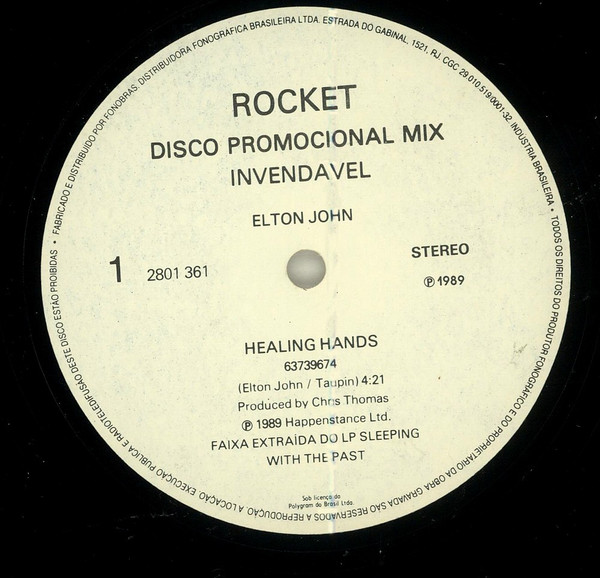 ROCKET
DISCO PROMOCIONAL MIX
INVENDAVEL
ELTON JOHN
1
2801 361
STEREO
℗ 1989
HEALING HANDS
63739674
(Elton John / Taupin) 4:21
Produced by Chris Thomas
℗ 1989 Happenstance Ltd.
FAIXA EXTRAÍDA DO LP SLEEPING
WITH THE PAST
Sob licença da
Polygram do Brasil Ltda.
• FABRICADO E DISTRIBUIDO POR FONOBRAS, DISTRIBUIDORA FONOGRÁFICA BRASILEIRA LTDA. ESTRADA DO GABINAL, 1521, RJ, CGC 29.010.519.0001-32. INDUSTRIA BRASILEIRA • TODOS OS DIREITOS DO PRODUTOR FONOGRÁFICO E DO PROPRIETARIO DA OBRA GRAVADA SÃO RESERVADOS A REPRODUÇÃO, A LOCAÇÃO, EXECUÇÃO PUBLICA E RADIOTELEDIFUSÃO DESTE DISCO ESTÃO PROIBIDAS